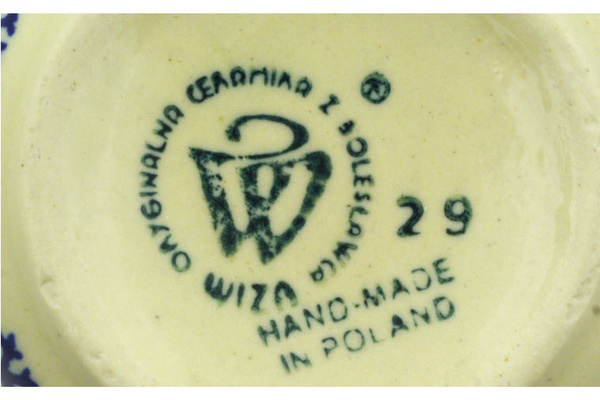 ORYGINALNA CERAMIKA Z BOLESŁAWCA
®
WIZA
29
HAND-MADE
IN POLAND